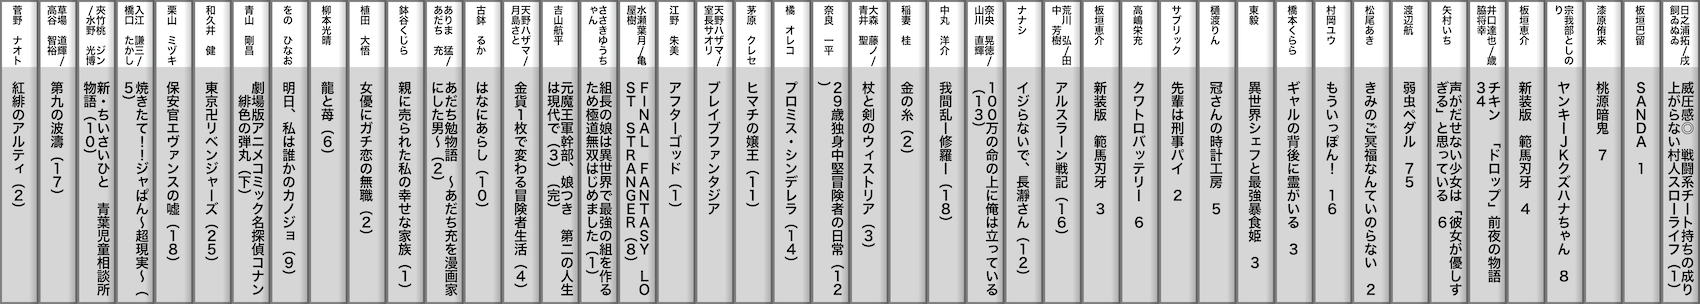 日之浦拓/戌
飼ゐゐゐ
威圧感◎ 戦闘系チート持ちの成り
上がらない村人スローライフ（1）
板垣巴留
SANDA 1
漆原侑来
桃源暗鬼 7
宗我部としの
り
ヤンキーJKクズハナちゃん 8
板垣恵介
新装版 範馬刃牙 4
井口達也/歳
脇将幸
チキン 「ドロップ」前夜の物語
34
矢村いち
声がだせない少女は「彼女が優しす
ぎる」と思っている 6
渡辺航
弱虫ペダル 75
松尾あき
きみのご冥福なんていのらない 2
村岡ユウ
もういっぽん！ 16
橋本くらら
ギャルの背後に霊がいる 3
東毅
異世界シェフと最強暴食姫 3
樋渡りん
冠さんの時計工房 5
サブリック
先輩は刑事パイ 2
高嶋栄充
クワトロバッテリー 6
板垣恵介
新装版 範馬刃牙 3
荒川 弘/田
中 芳樹
アルスラーン戦記（16）
ナナシ
イジらないで、長瀞さん（12）
奈央 晃徳/
山川 直輝
100万の命の上に俺は立っている
（13）
中丸 洋介
我間乱ー修羅ー（18）
稲妻 桂
金の糸（2）
大森 藤ノ/
青井 聖
杖と剣のウィストリア（3）
奈良 一平
29歳独身中堅冒険者の日常（12
）
橘 オレコ
プロミス・シンデレラ（14）
茅原 クレセ
ヒマチの嬢王（11）
天野ハザマ/
室長サオリ
ブレイブファンタジア
江野 朱美
アフターゴッド（1）
水瀬葉月/亀
屋樹
FINAL FANTASY LO
ST STRANGER（8）
ささきゆうち
ゃん
組長の娘は異世界で最強の組を作る
ため極道無双はじめました（1）
吉山航平
元魔王軍幹部、娘つき 第二の人生
は現代で（3）（完）
天野ハザマ/
月島さと
金貨1枚で変わる冒険者生活（4）
古鉢 るか
はなにあらし（10）
ありま 猛/
あだち 充
あだち勉物語 ～あだち充を漫画家
にした男～（2）
鉢谷くじら
親に売られた私の幸せな家族（1）
植田 大悟
女優にガチ恋の無職（2）
柳本光晴
龍と苺（6）
をの ひなお
明日、私は誰かのカノジョ（9）
青山 剛昌
劇場版アニメコミック名探偵コナン
緋色の弾丸（下）
和久井 健
東京卍リベンジャーズ（25）
栗山 ミヅキ
保安官エヴァンスの嘘（18）
入江 謙三/
橋口 たかし
焼きたて！！ジャぱん～超現実～（
5）
夾竹桃 ジン
/水野 光博
新・ちいさいひと 青葉児童相談所
物語（10）
草場 道輝/
高谷 智裕
第九の波濤（17）
菅野 ナオト
紅緋のアルティ（2）